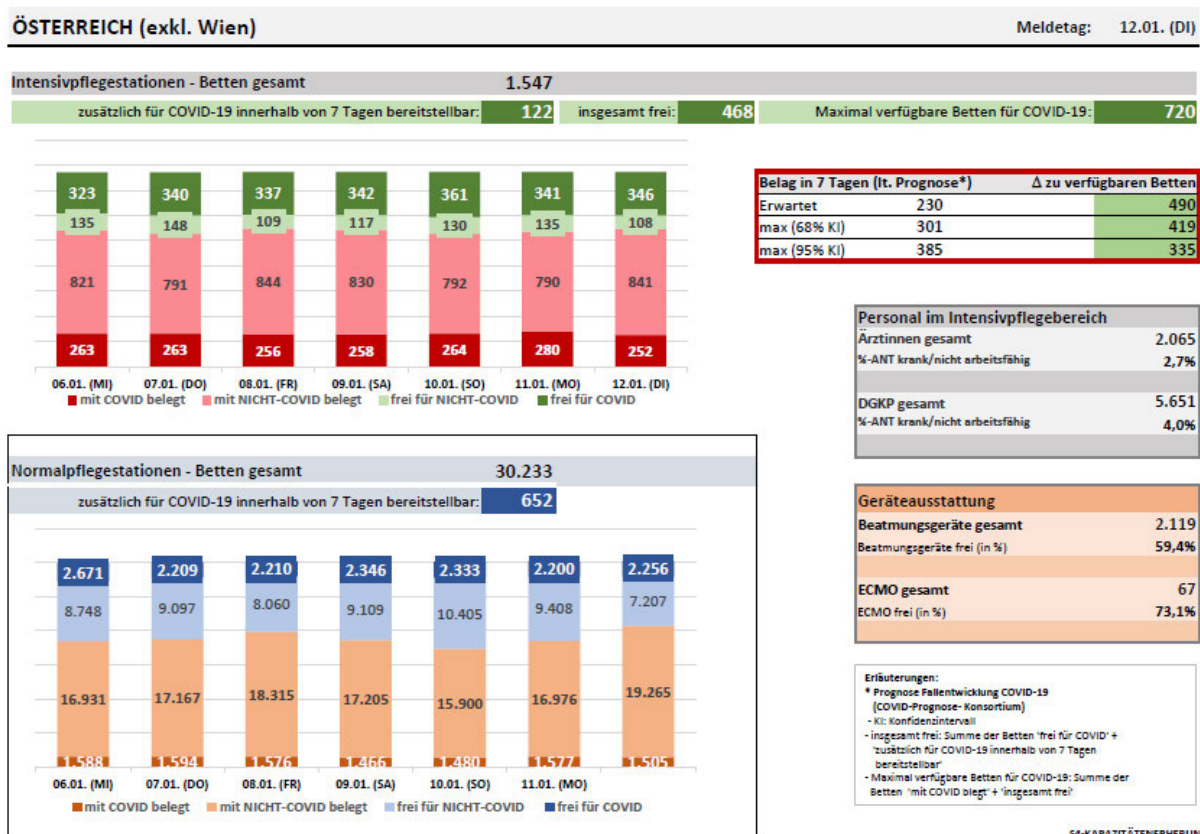 ÖSTERREICH (exkl. Wien) Meldetag: 12.01. (DI)
Intensivpflegestationen - Betten gesamt 1.547
zusätzlich für COVID-19 innerhalb von 7 Tagen bereitstellbar: 122 insgesamt frei: 468 Maximal verfügbare Betten für COVID-19: 720
323 340 337 342 361 341 346
135 148 109 117 130 135 108
821 791 844 830 792 790 841
263 263 256 258 264 280 252
06.01. (MI) 07.01. (DO) 08.01. (FR) 09.01. (SA) 10.01. (SO) 11.01. (MO) 12.01. (DI)
mit COVID belegt mit NICHT-COVID belegt frei für NICHT-COVID frei für COVID
Belag in 7 Tagen (lt. Prognose*) Δ zu verfügbaren Betten
Erwartet 230 490
max (68% KI) 301 419
max (95% KI) 385 335
Personal im Intensivpflegebereich
Ärztinnen gesamt 2.065
%-ANT krank/nicht arbeitsfähig 2,7%
DGKP gesamt 5.651
%-ANT krank/nicht arbeitsfähig 4,0%
Normalpflegestationen - Betten gesamt 30.233
zusätzlich für COVID-19 innerhalb von 7 Tagen bereitstellbar: 652
2.671 2.209 2.210 2.346 2.333 2.200 2.256
8.748 9.097 8.060 9.109 10.405 9.408 7.207
16.931 17.167 18.315 17.205 15.900 16.976 19.265
1.588 1.594 1.576 1.466 1.480 1.577 1.505
06.01. (MI) 07.01. (DO) 08.01. (FR) 09.01. (SA) 10.01. (SO) 11.01. (MO)
mit COVID belegt mit NICHT-COVID belegt frei für NICHT-COVID frei für COVID
Geräteausstattung
Beatmungsgeräte gesamt 2.119
Beatmungsgeräte frei (in %) 59,4%
ECMO gesamt 67
ECMO frei (in %) 73,1%
Erläuterungen:
* Prognose Fallentwicklung COVID-19
(COVID-Prognose- Konsortium)
- KI: Konfidenzintervall
- insgesamt frei: Summe der Betten 'frei für COVID' +
'zusätzlich für COVID-19 innerhalb von 7 Tagen
bereitstellbar'
- Maximal verfügbare Betten für COVID-19: Summe der
Betten 'mit COVID blegt' + 'insgesamt frei'